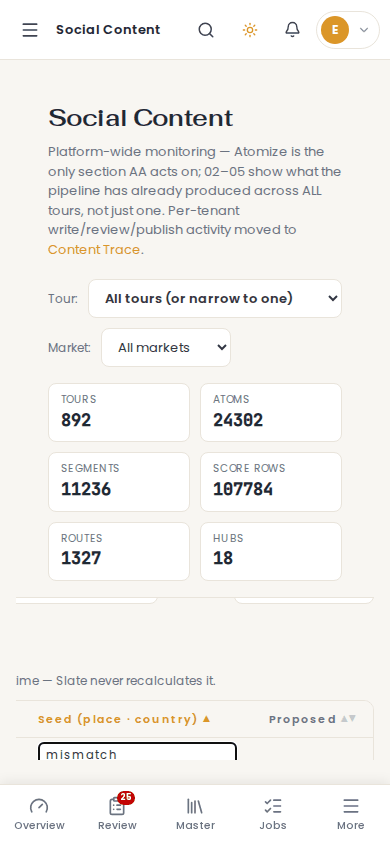 Social Content
E
Social Content
Platform-wide monitoring — Atomize is the
only section AA acts on; 02–05 show what the
pipeline has already produced across ALL
tours, not just one. Per-tenant
write/review/publish activity moved to
Content Trace.
Tour: All tours (or narrow to one)
Market: All markets
TOURS ATOMS
892 24302
SEGMENTS SCORE ROWS
11236 107784
ROUTES HUBS
1327 18
ime — Slate never recalculates it.
Seed (place · country) ▲ Proposed ▲▼
mismatch
25
Overview Review Master Jobs More